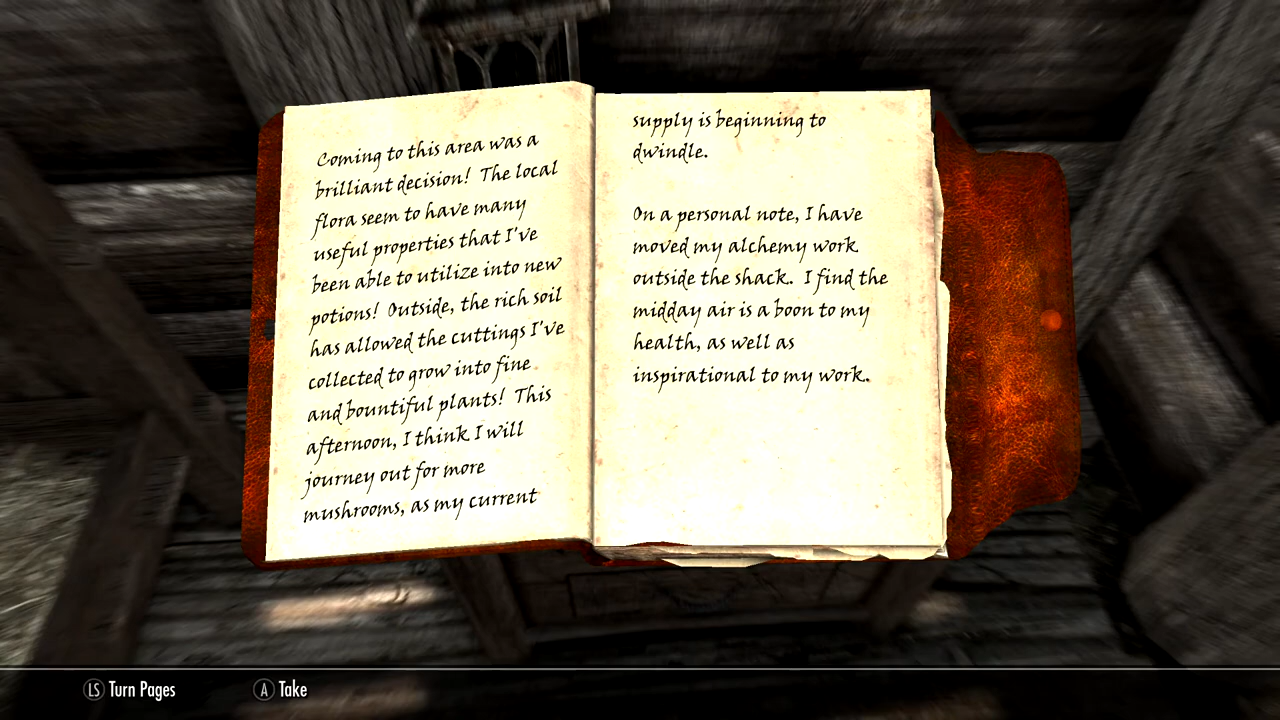 Coming to this area was a
brilliant decision! The local
flora seem to have many
useful properties that I've
been able to utilize into new
potions! Outside, the rich soil
has allowed the cuttings I've
collected to grow into fine
and bountiful plants! This
afternoon, I think I will
journey out for more
mushrooms, as my current
supply is beginning to
dwindle.
On a personal note, I have
moved my alchemy work
outside the shack. I find the
midday air is a boon to my
health, as well as
inspirational to my work.
LS Turn Pages
A Take